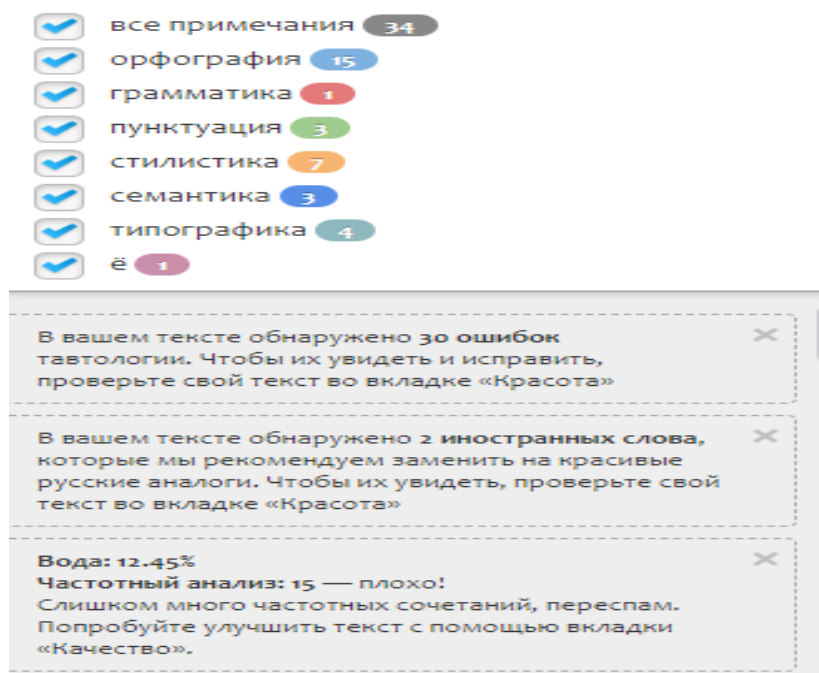 все примечания 34
орфография 15
грамматика 1
пунктуация 3
стилистика 7
семантика 3
типографика 4
ё 1
В вашем тексте обнаружено 30 ошибок
тавтологии. Чтобы их увидеть и исправить,
проверьте свой текст во вкладке «Красота»
В вашем тексте обнаружено 2 иностранных слова,
которые мы рекомендуем заменить на красивые
русские аналоги. Чтобы их увидеть, проверьте свой
текст во вкладке «Красота»
Вода: 12.45%
Частотный анализ: 15 — плохо!
Слишком много частотных сочетаний, переспам.
Попробуйте улучшить текст с помощью вкладки
«Качество».